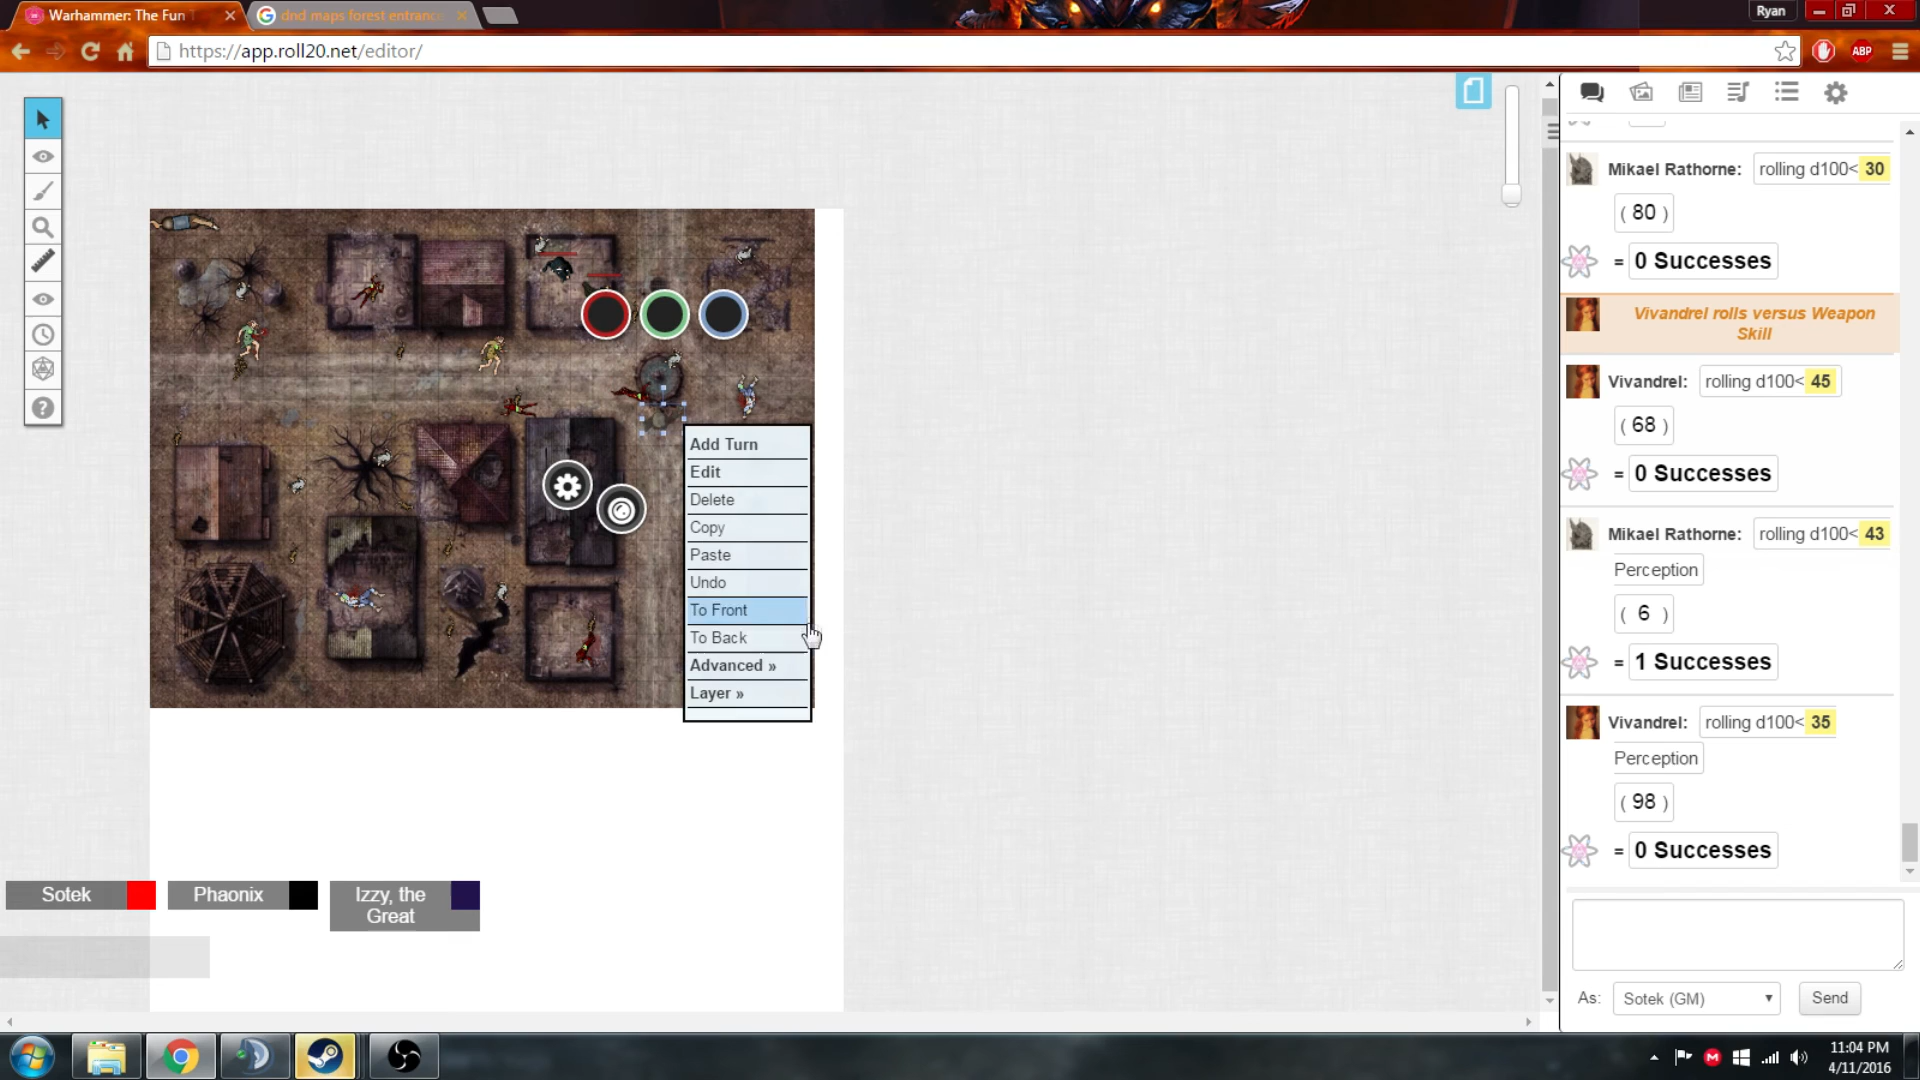 Warhammer: The Fun T
dnd maps forest entrance
Ryan
https://app.roll20.net/editor/
ABP
Mikael Rathorne: rolling d100< 30
( 80 )
= 0 Successes
Vivandrel rolls versus Weapon
Skill
Vivandrel: rolling d100< 45
( 68 )
= 0 Successes
Mikael Rathorne: rolling d100< 43
Perception
( 6 )
= 1 Successes
Vivandrel: rolling d100< 35
Perception
( 98 )
= 0 Successes
Add Turn
Edit
Delete
Copy
Paste
Undo
To Front
To Back
Advanced »
Layer »
Sotek
Phaonix
Izzy, the
Great
As: Sotek (GM)
Send
11:04 PM
4/11/2016